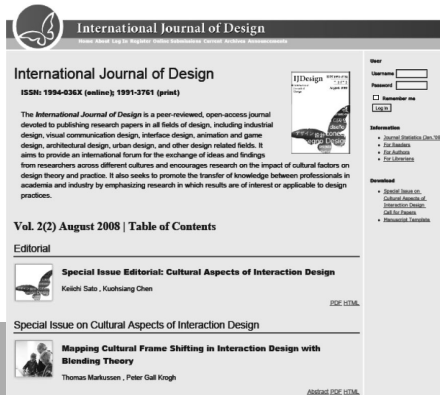 International Journal of Design
Home About Log In Register Online Submissions Current Archives Announcements
International Journal of Design
ISSN: 1994-036X (online); 1991-3761 (print)
The International Journal of Design is a peer-reviewed, open-access journal
devoted to publishing research papers in all fields of design, including industrial
design, visual communication design, interface design, animation and game
design, architectural design, urban design, and other design related fields. It
aims to provide an international forum for the exchange of ideas and findings
from researchers across different cultures and encourages research on the impact of cultural factors on
design theory and practice. It also seeks to promote the transfer of knowledge between professionals in
academia and industry by emphasizing research in which results are of interest or applicable to design
practices.
IJDesign
Vol. 2(2) August 2008 | Table of Contents
Editorial
Special Issue Editorial: Cultural Aspects of Interaction Design
Keiichi Sato , Kuohsiang Chen
PDF HTML
Special Issue on Cultural Aspects of Interaction Design
Mapping Cultural Frame Shifting in Interaction Design with
Blending Theory
Thomas Markussen , Peter Gall Krogh
Abstract PDF HTML
User
Username
Password
Remember me
Log In
Information
Journal Statistics (Jan.
For Readers
For Authors
For Librarians
Download
Special Issue on
Cultural Aspects of
Interaction Design
Call for Papers
Manuscript Template